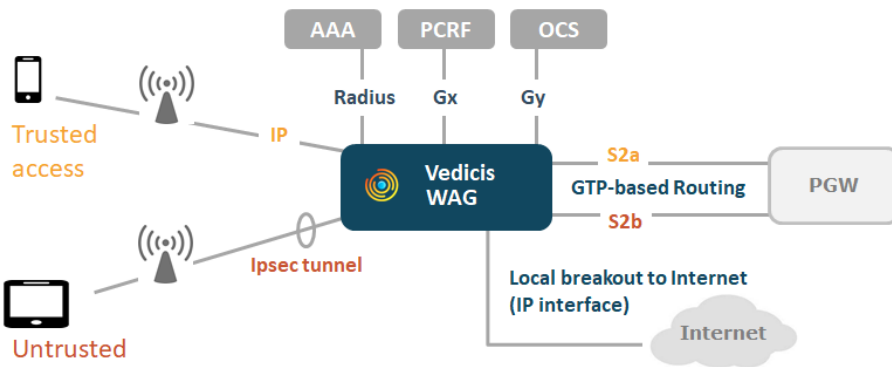 AAA
PCRF
OCS
Radius
Gx
Gy
Trusted
access
IP
Vedicis
WAG
S2a
GTP-based Routing
S2b
PGW
Ipsec tunnel
Untrusted
Local breakout to Internet
(IP interface)
Internet